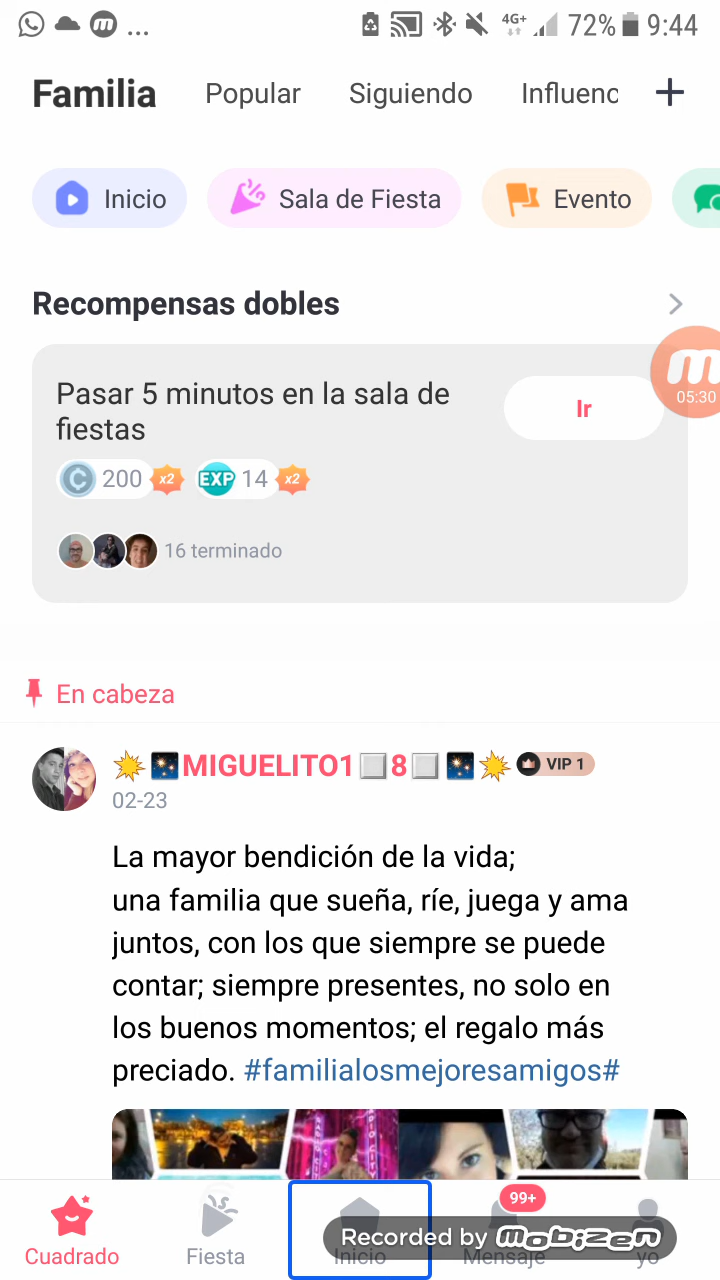 4G+ 72% 9:44
Familia Popular Siguiendo Influenc
Inicio Sala de Fiesta Evento
Recompensas dobles
Pasar 5 minutos en la sala de
fiestas
Ir
05:30
200 x2 EXP 14 x2
16 terminado
En cabeza
MIGUELITO1 8 VIP 1
02-23
La mayor bendición de la vida;
una familia que sueña, ríe, juega y ama
juntos, con los que siempre se puede
contar; siempre presentes, no solo en
los buenos momentos; el regalo más
preciado. #familialosmejoresamigos#
99+
Recorded by mobizen
Cuadrado Fiesta Inicio Mensaje yo